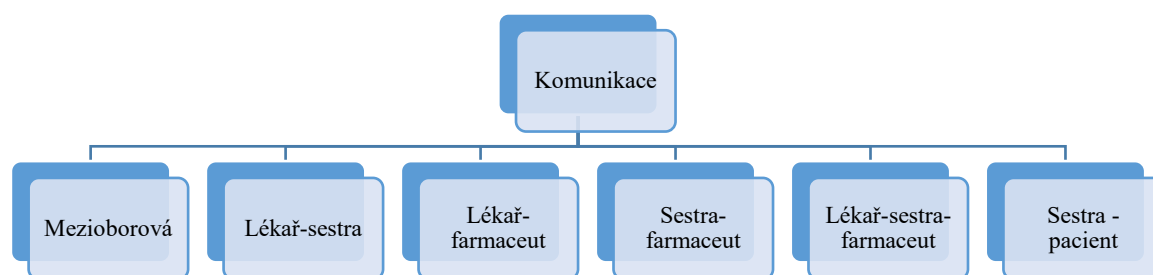 Komunikace
Mezioborová
Lékař-sestra
Lékař-
farmaceut
Sestra-
farmaceut
Lékař-sestra-
farmaceut
Sestra -
pacient